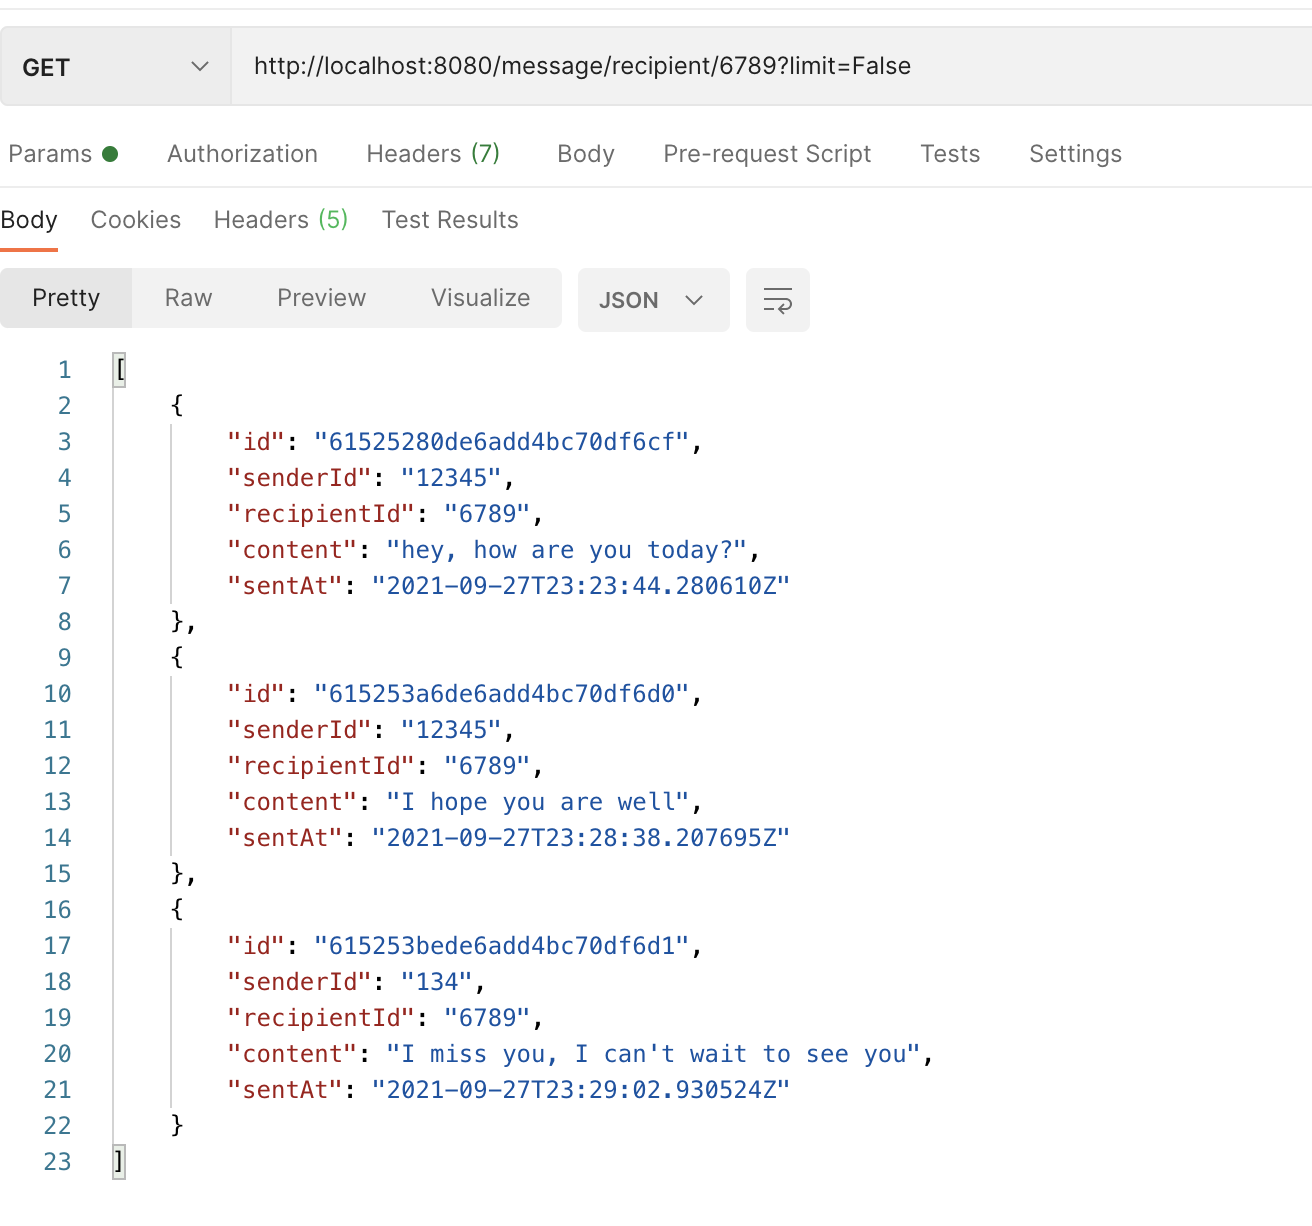 GET http://localhost:8080/message/recipient/6789?limit=False
Params Authorization Headers (7) Body Pre-request Script Tests Settings
Body Cookies Headers (5) Test Results
Pretty Raw Preview Visualize JSON
1 [
2 {
3 "id": "61525280de6add4bc70df6cf",
4 "senderId": "12345",
5 "recipientId": "6789",
6 "content": "hey, how are you today?",
7 "sentAt": "2021-09-27T23:23:44.280610Z"
8 },
9 {
10 "id": "615253a6de6add4bc70df6d0",
11 "senderId": "12345",
12 "recipientId": "6789",
13 "content": "I hope you are well",
14 "sentAt": "2021-09-27T23:28:38.207695Z"
15 },
16 {
17 "id": "615253bede6add4bc70df6d1",
18 "senderId": "134",
19 "recipientId": "6789",
20 "content": "I miss you, I can't wait to see you",
21 "sentAt": "2021-09-27T23:29:02.930524Z"
22 }
23 ]